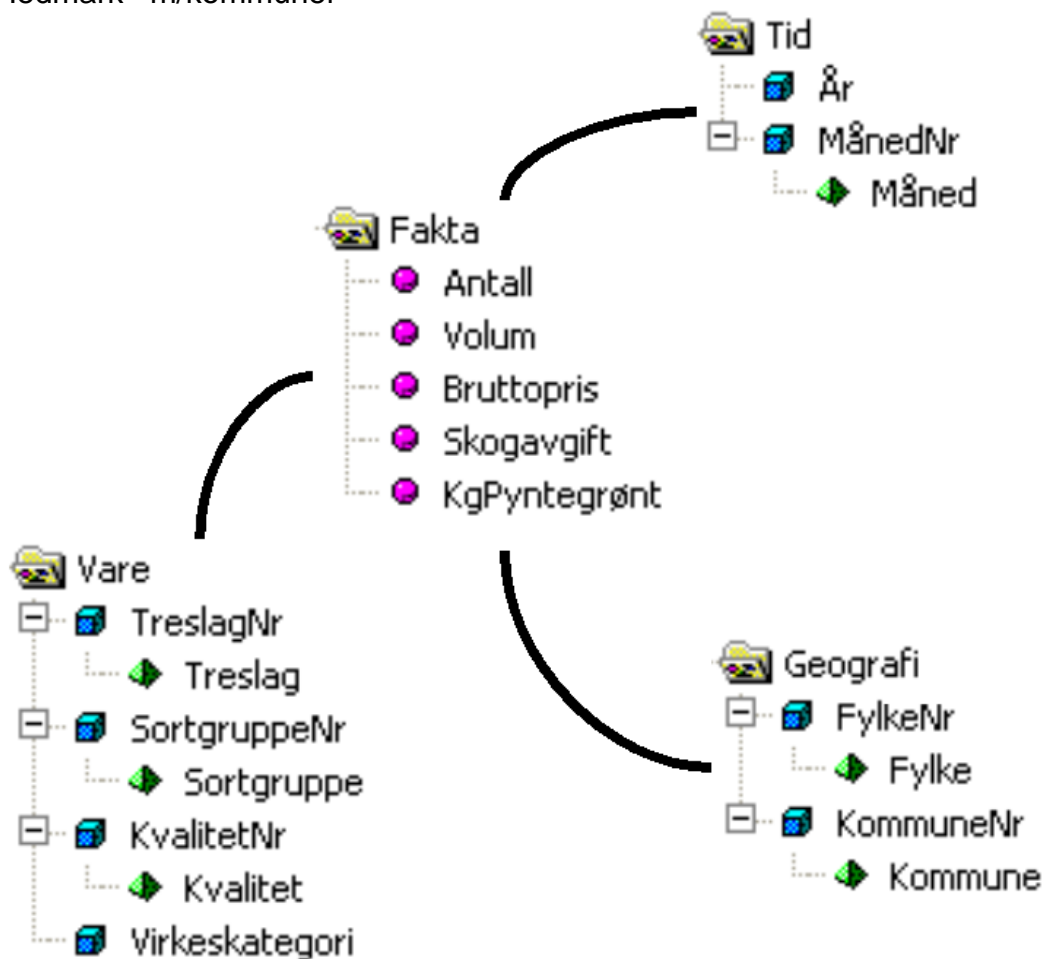 m/kommuner
Tid
År
MånedNr
Måned
Fakta
Antall
Volum
Bruttopris
Skogavgift
KgPyntegrønt
Vare
TreslagNr
Treslag
SortgruppeNr
Sortgruppe
KvalitetNr
Kvalitet
Virkeskategori
Geografi
FylkeNr
Fylke
KommuneNr
Kommune